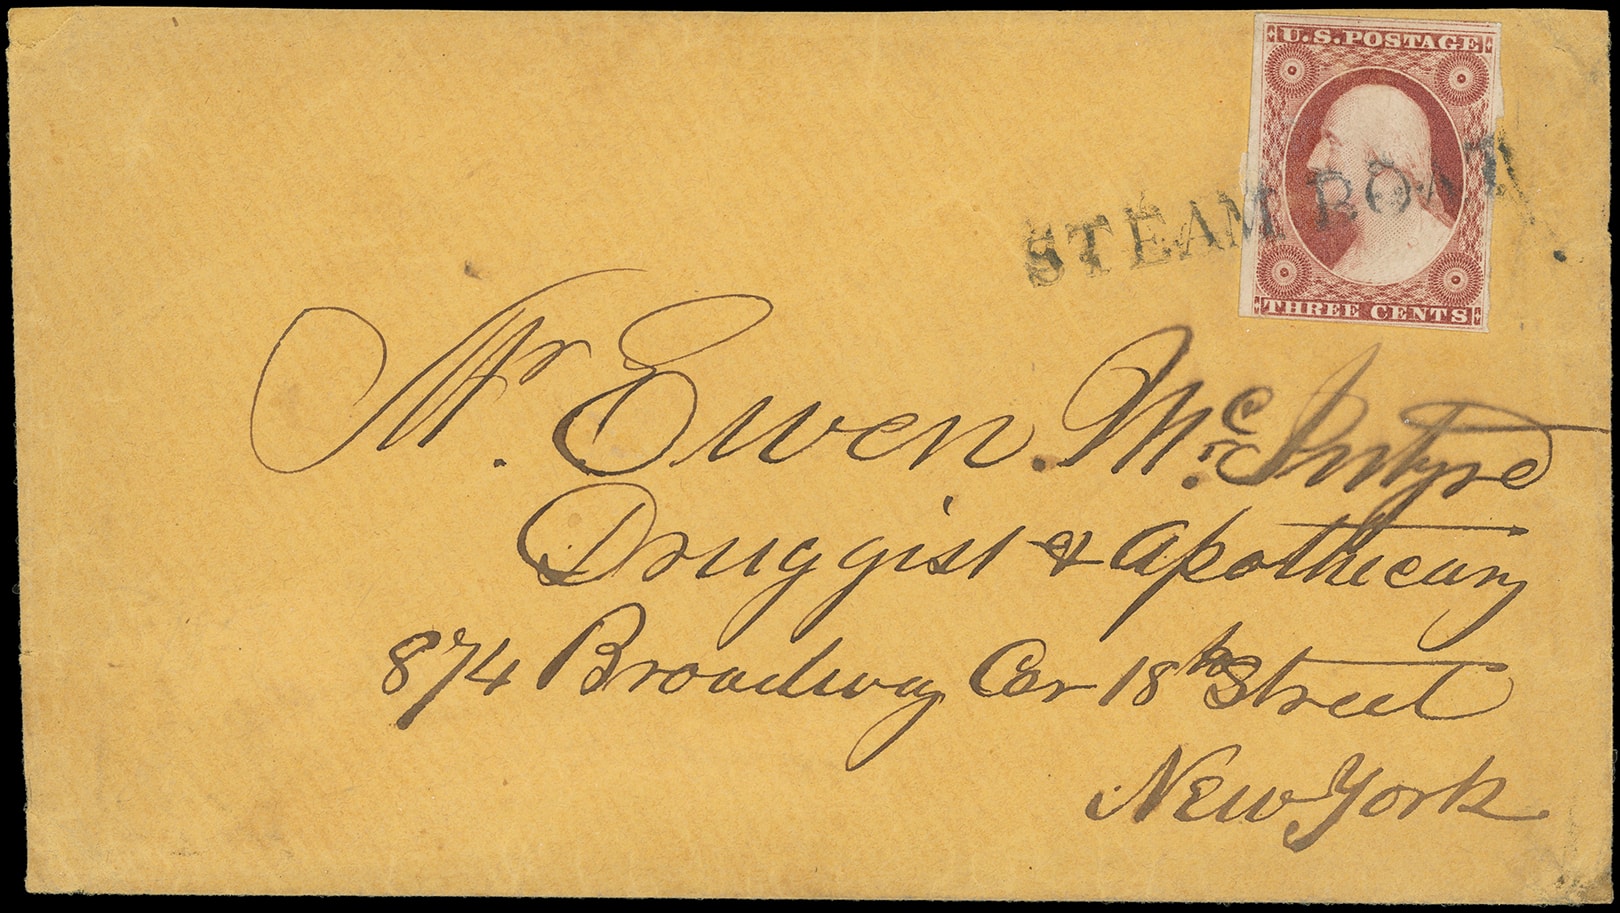 U.S. POSTAGE
STEAM BOAT
THREE CENTS
Mr. Ewen McIntyre
Druggist & Apothecary
874 Broadway Cor 18th Street
New York